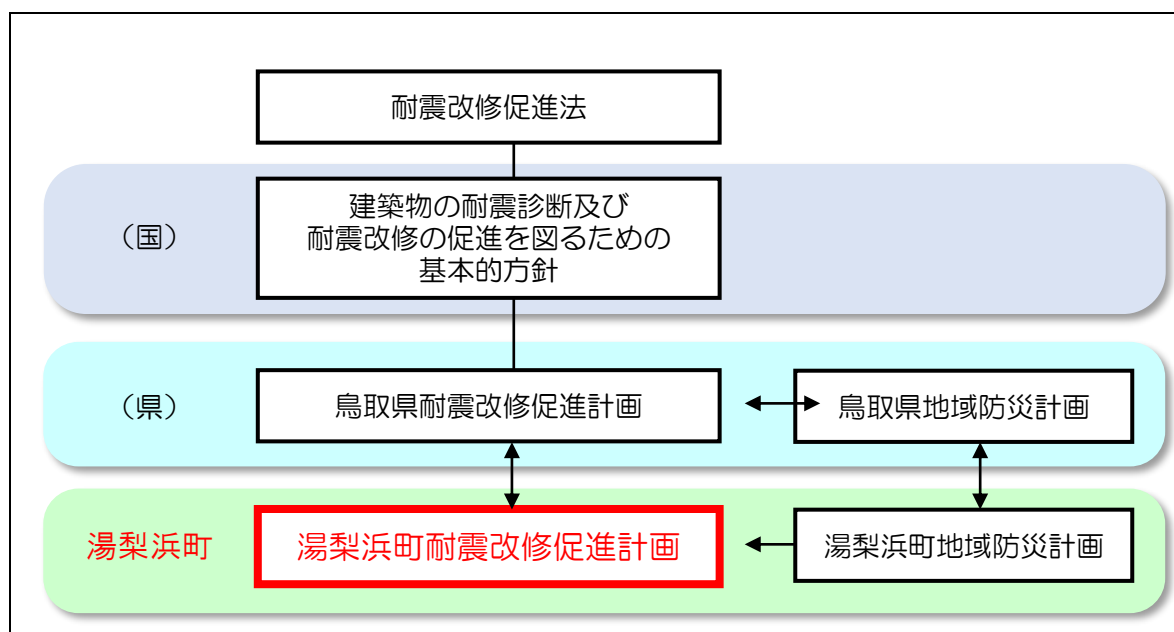 耐震改修促進法
（国）
建築物の耐震診断及び
耐震改修の促進を図るための
基本的方針
（県）
鳥取県耐震改修促進計画
鳥取県地域防災計画
湯梨浜町
湯梨浜町耐震改修促進計画
湯梨浜町地域防災計画